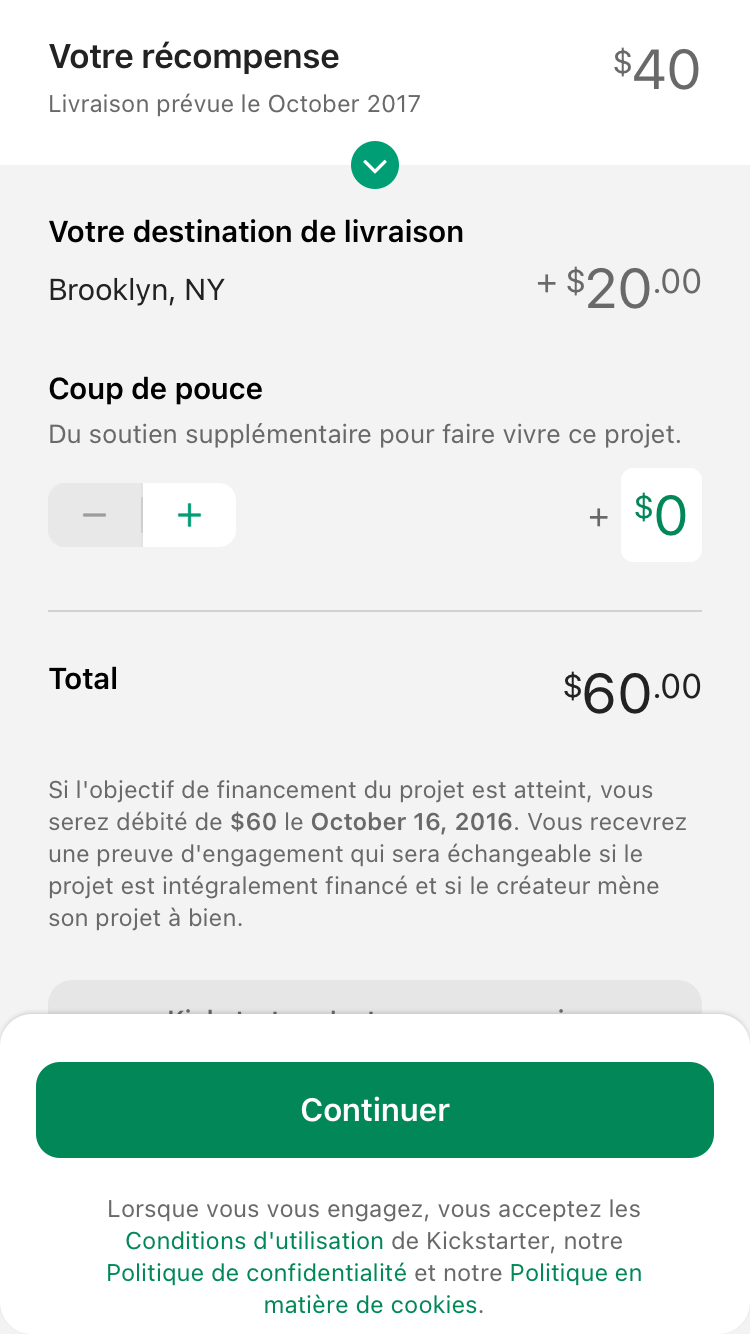 Votre récompense
$40
Livraison prévue le October 2017
Votre destination de livraison
Brooklyn, NY
+ $20.00
Coup de pouce
Du soutien supplémentaire pour faire vivre ce projet.
− +
+ $0
Total
$60.00
Si l'objectif de financement du projet est atteint, vous
serez débité de $60 le October 16, 2016. Vous recevrez
une preuve d'engagement qui sera échangeable si le
projet est intégralement financé et si le créateur mène
son projet à bien.
Continuer
Lorsque vous vous engagez, vous acceptez les
Conditions d'utilisation de Kickstarter, notre
Politique de confidentialité et notre Politique en
matière de cookies.